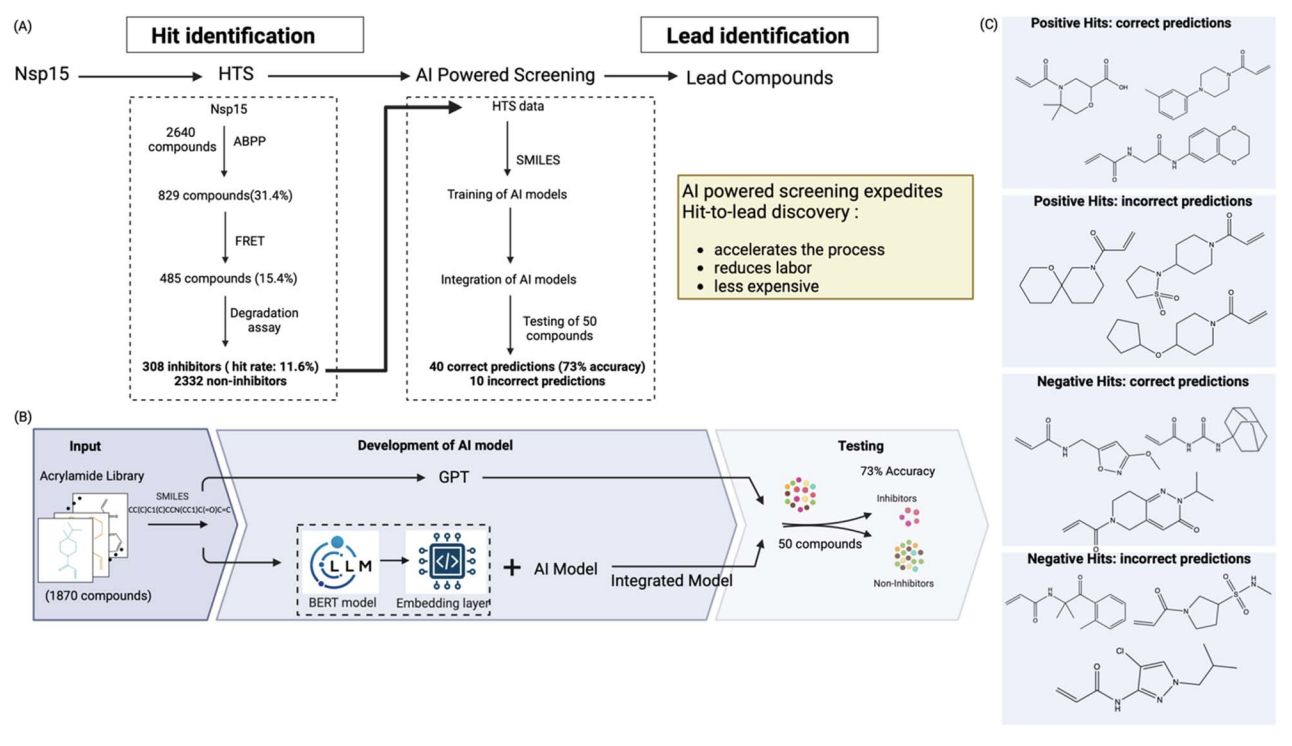 (A)
Hit identification
Lead identification
Nsp15
HTS
AI Powered Screening
Lead Compounds
Nsp15
2640
compounds
ABPP
829 compounds(31.4%)
FRET
485 compounds (15.4%)
Degradation
assay
308 inhibitors ( hit rate: 11.6%)
2332 non-inhibitors
HTS data
SMILES
Training of AI models
Integration of AI models
Testing of 50
compounds
40 correct predictions (73% accuracy)
10 incorrect predictions
AI powered screening expedites
Hit-to-lead discovery :
• accelerates the process
• reduces labor
• less expensive
(B)
Input
Acrylamide Library
SMILES
CC(C)C1(C)CCN(CC1)C(=O)C=C
(1870 compounds)
Development of AI model
GPT
LLM
BERT model
</>
Embedding layer
+
AI Model
Integrated Model
Testing
73% Accuracy
50 compounds
Inhibitors
Non-Inhibitors
(C)
Positive Hits: correct predictions
O
N
O
OH
O
O
N
N
O
H
N
O
N
H
O
O
O
Positive Hits: incorrect predictions
O
N
O
O
N
N
S
O
O
O
N
O
Negative Hits: correct predictions
O
N
H
O
N
O
O
N
H
O
N
H
N
N
O
N
O
Negative Hits: incorrect predictions
O
H
N
O
O
N
S
O
O
H
N
Cl
O
N
H
N
N